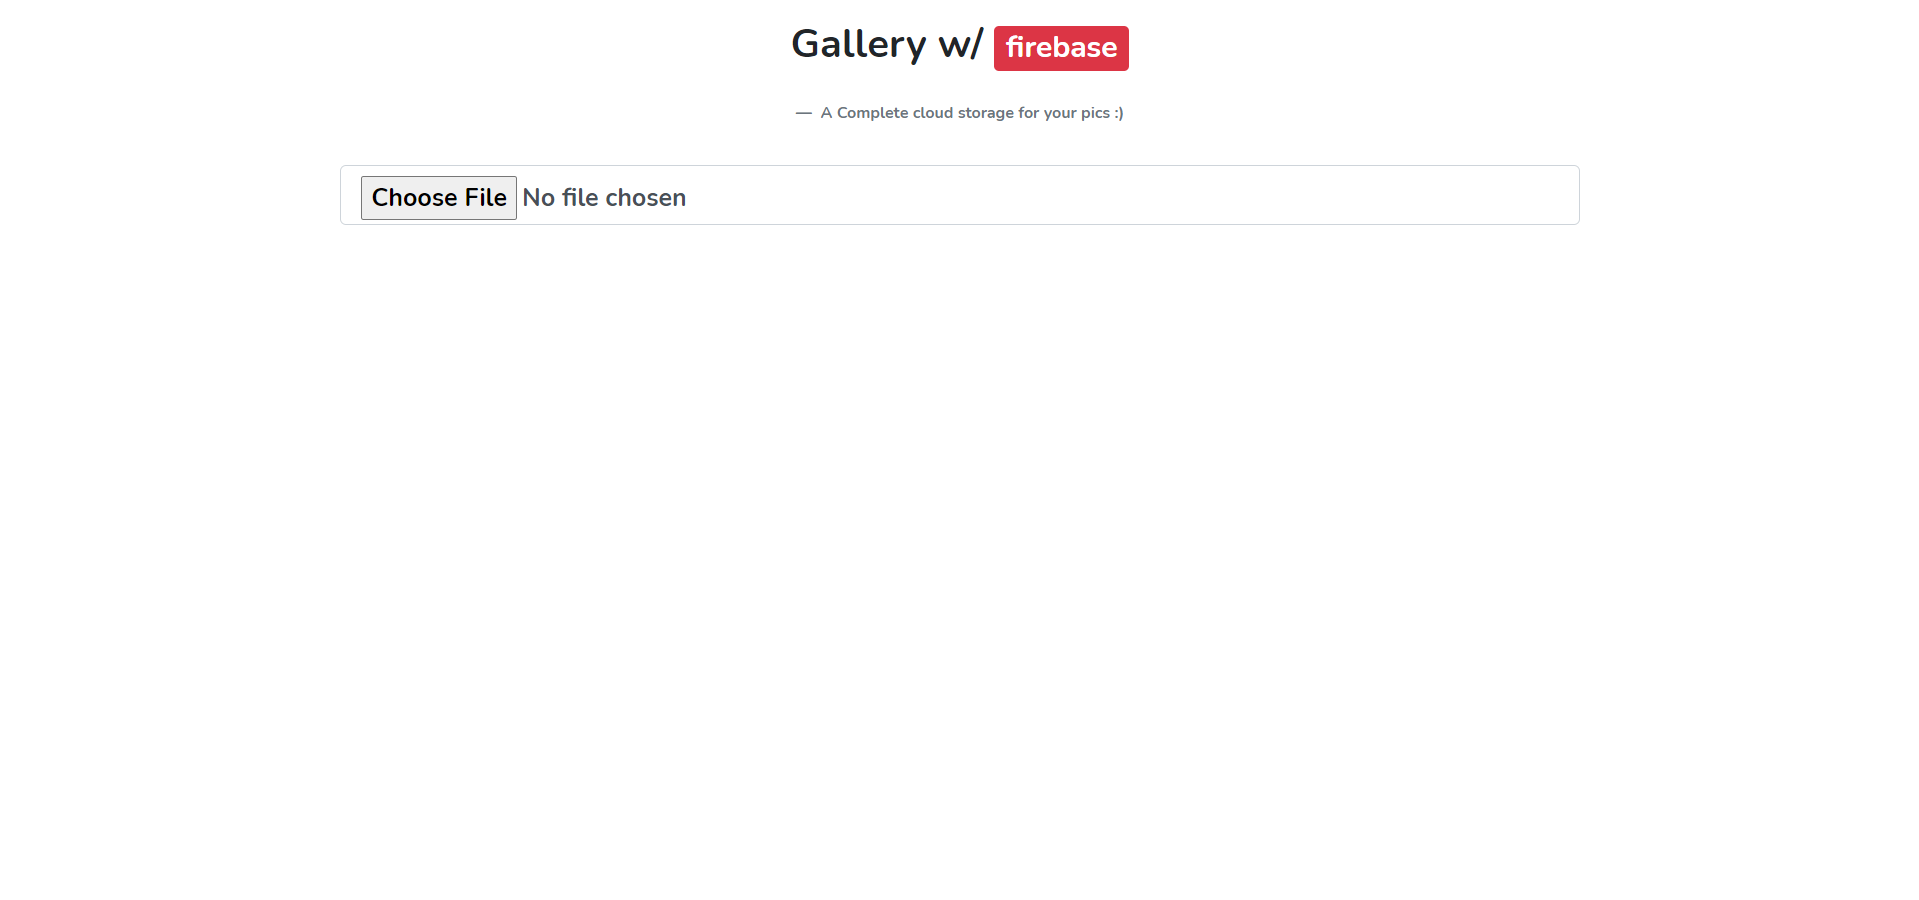 Gallery w/ firebase
— A Complete cloud storage for your pics :)
Choose File No file chosen